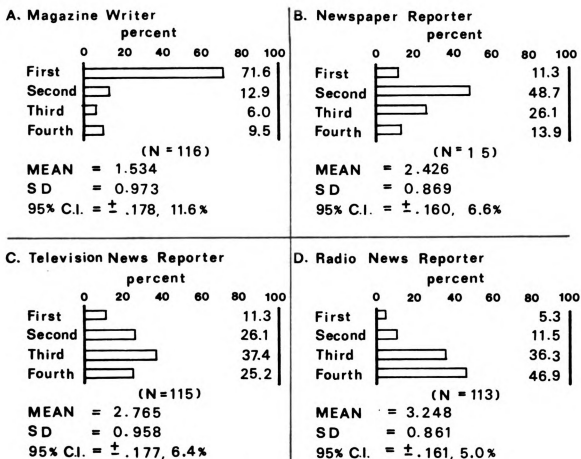 A. Magazine Writer
percent
0 20 40 60 80 100
First 71.6
Second 12.9
Third 6.0
Fourth 9.5
(N = 116)
MEAN = 1.534
SD = 0.973
95% C.I. = ± .178, 11.6%
B. Newspaper Reporter
percent
0 20 40 60 80 100
First 11.3
Second 48.7
Third 26.1
Fourth 13.9
(N = 1 5)
MEAN = 2.426
SD = 0.869
95% C.I. = ± .160, 6.6%
C. Television News Reporter
percent
0 20 40 60 80 100
First 11.3
Second 26.1
Third 37.4
Fourth 25.2
(N=115)
MEAN = 2.765
SD = 0.958
95% C.I. = ± .177, 6.4%
D. Radio News Reporter
percent
0 20 40 60 80 100
First 5.3
Second 11.5
Third 36.3
Fourth 46.9
(N = 113)
MEAN = 3.248
SD = 0.861
95% C.I. = ± .161, 5.0%